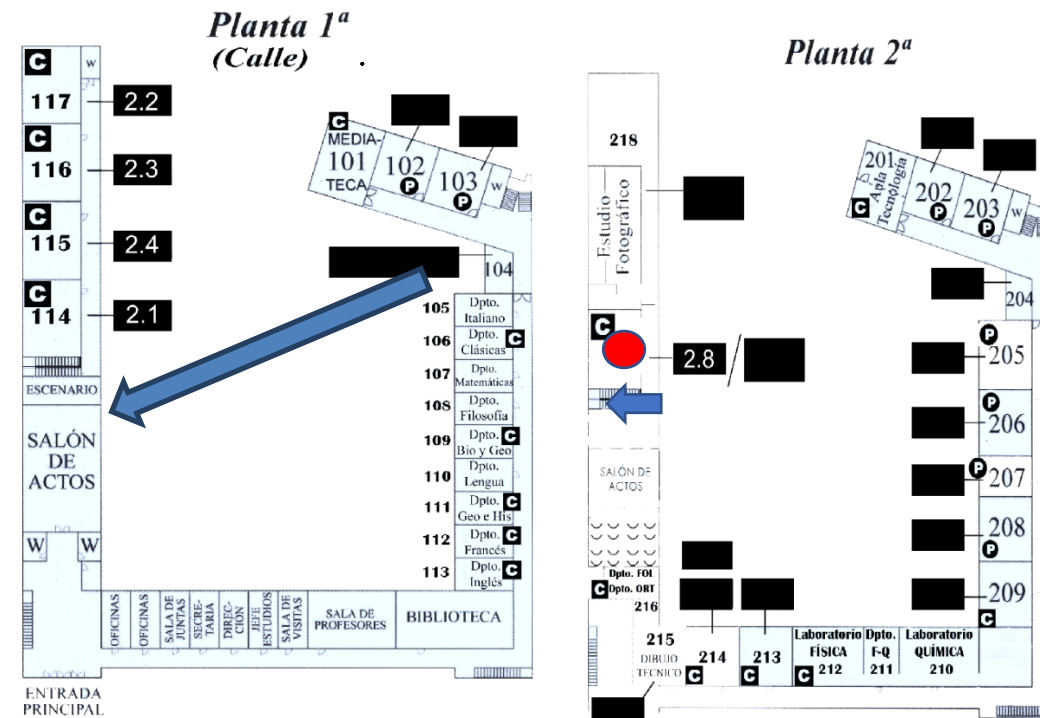 Planta 1ª
(Calle)
C
W
117
2.2
C
116
2.3
C
115
2.4
C
114
2.1
ESCENARIO
SALÓN
DE
ACTOS
W
W
C
MEDIA-
101
TECA
102
P
103
P
W
104
105
Dpto.
Italiano
106
Dpto.
Clásicas
C
107
Dpto.
Matemáticas
108
Dpto.
Filosofía
109
Dpto.
Bio y Geo
C
110
Dpto.
Lengua
111
Dpto.
Geo e His
C
112
Dpto.
Francés
C
113
Dpto.
Inglés
C
OFICINAS
OFICINAS
SALA DE
JUNTAS
SECRE-
TARIA
DIREC-
CIÓN
JEFE
ESTUDIOS
SALA DE
VISITAS
SALA DE
PROFESORES
BIBLIOTECA
ENTRADA
PRINCIPAL
Planta 2ª
218
Estudio
Fotográfico
C
2.8 /
SALÓN DE
ACTOS
Dpto. FOL
C
Dpto. ORT
216
215
DIBUJO
TECNICO
214
C
213
C
Laboratorio
FÍSICA
C
212
Dpto.
F-Q
211
Laboratorio
QUÍMICA
210
201
Aula
Tecnología
C
202
P
203
P
W
204
P
205
P
206
P
207
208
P
209
C